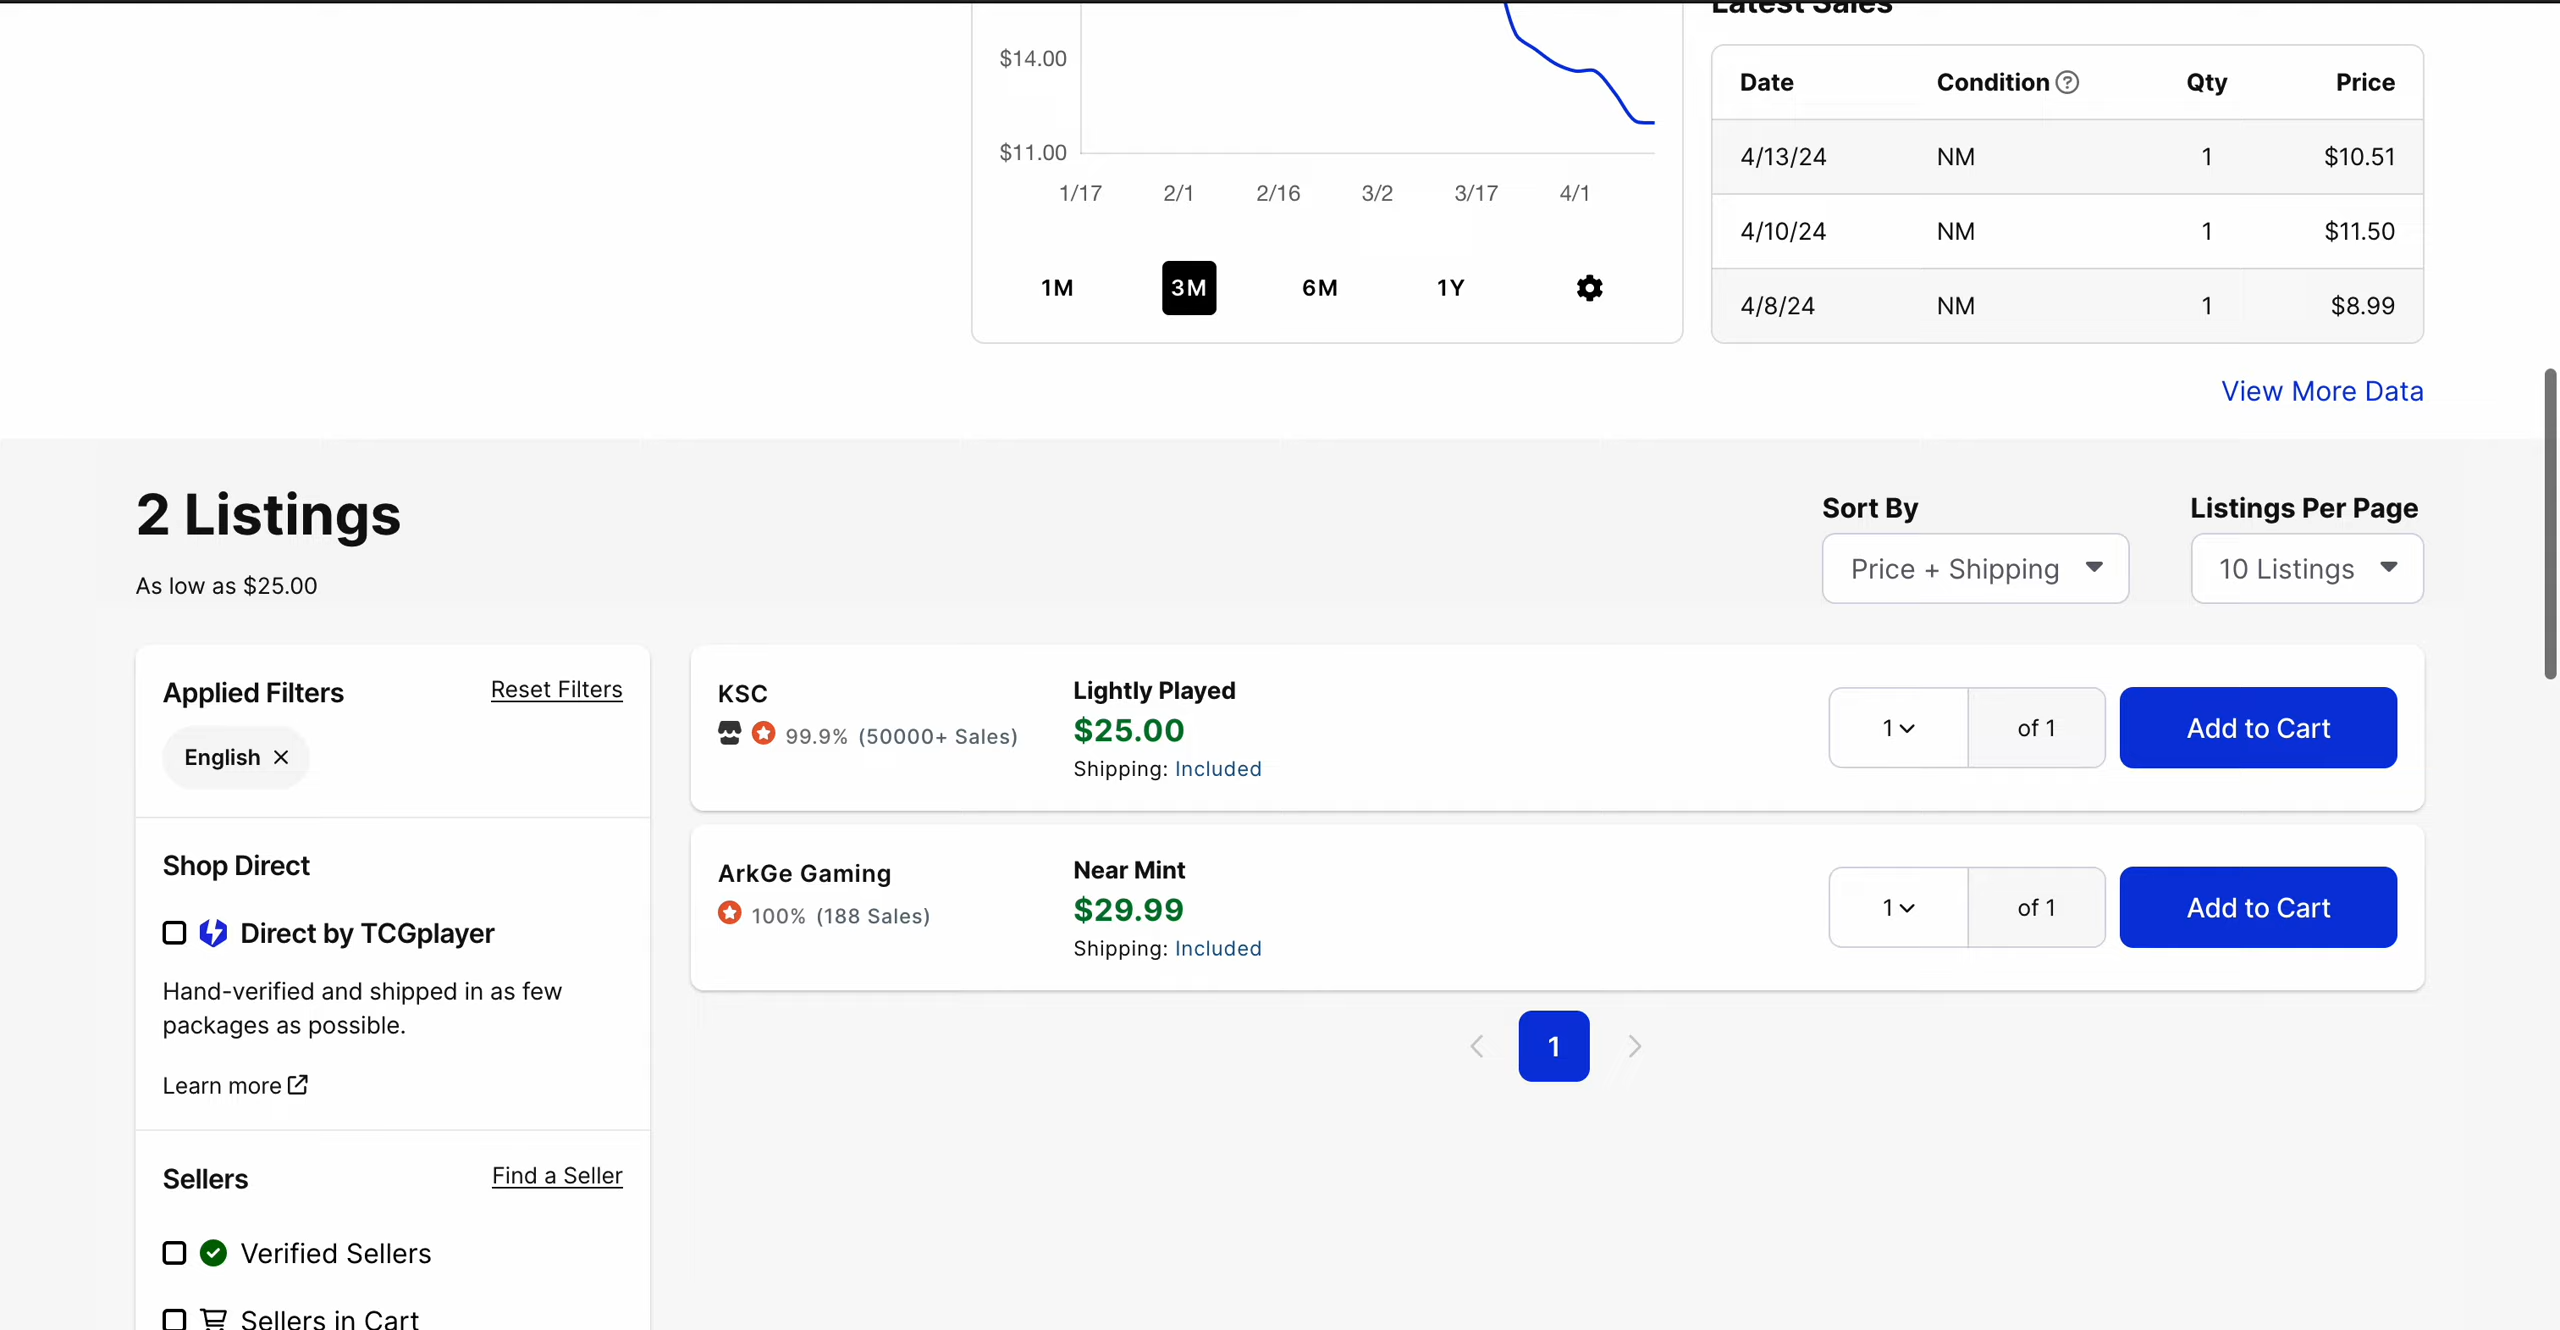 Latest Sales
$14.00
$11.00
1/17 2/1 2/16 3/2 3/17 4/1
1M 3M 6M 1Y
Date Condition Qty Price
4/13/24 NM 1 $10.51
4/10/24 NM 1 $11.50
4/8/24 NM 1 $8.99
View More Data
2 Listings
As low as $25.00
Sort By
Price + Shipping
Listings Per Page
10 Listings
Applied Filters Reset Filters
English
Shop Direct
Direct by TCGplayer
Hand-verified and shipped in as few
packages as possible.
Learn more
Sellers Find a Seller
Verified Sellers
Sellers in Cart
KSC
99.9% (50000+ Sales)
Lightly Played
$25.00
Shipping: Included
1 of 1
Add to Cart
ArkGe Gaming
100% (188 Sales)
Near Mint
$29.99
Shipping: Included
1 of 1
Add to Cart
1